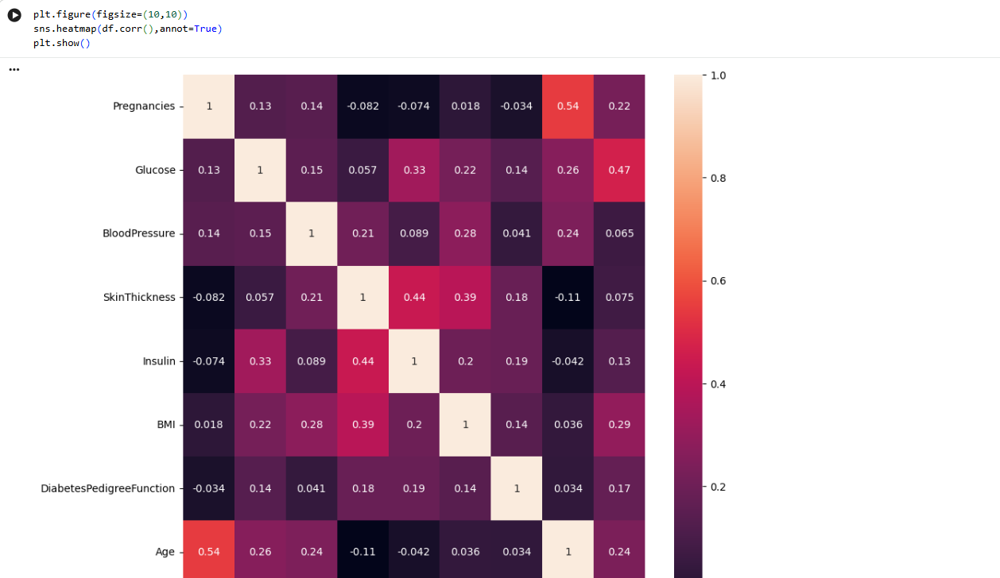 plt.figure(figsize=(10,10))
sns.heatmap(df.corr(),annot=True)
plt.show()
...
1.0
Pregnancies 1 0.13 0.14 -0.082 -0.074 0.018 -0.034 0.54 0.22
Glucose 0.13 1 0.15 0.057 0.33 0.22 0.14 0.26 0.47
0.8
BloodPressure 0.14 0.15 1 0.21 0.089 0.28 0.041 0.24 0.065
0.6
SkinThickness -0.082 0.057 0.21 1 0.44 0.39 0.18 -0.11 0.075
Insulin -0.074 0.33 0.089 0.44 1 0.2 0.19 -0.042 0.13
0.4
BMI 0.018 0.22 0.28 0.39 0.2 1 0.14 0.036 0.29
DiabetesPedigreeFunction -0.034 0.14 0.041 0.18 0.19 0.14 1 0.034 0.17
0.2
Age 0.54 0.26 0.24 -0.11 -0.042 0.036 0.034 1 0.24